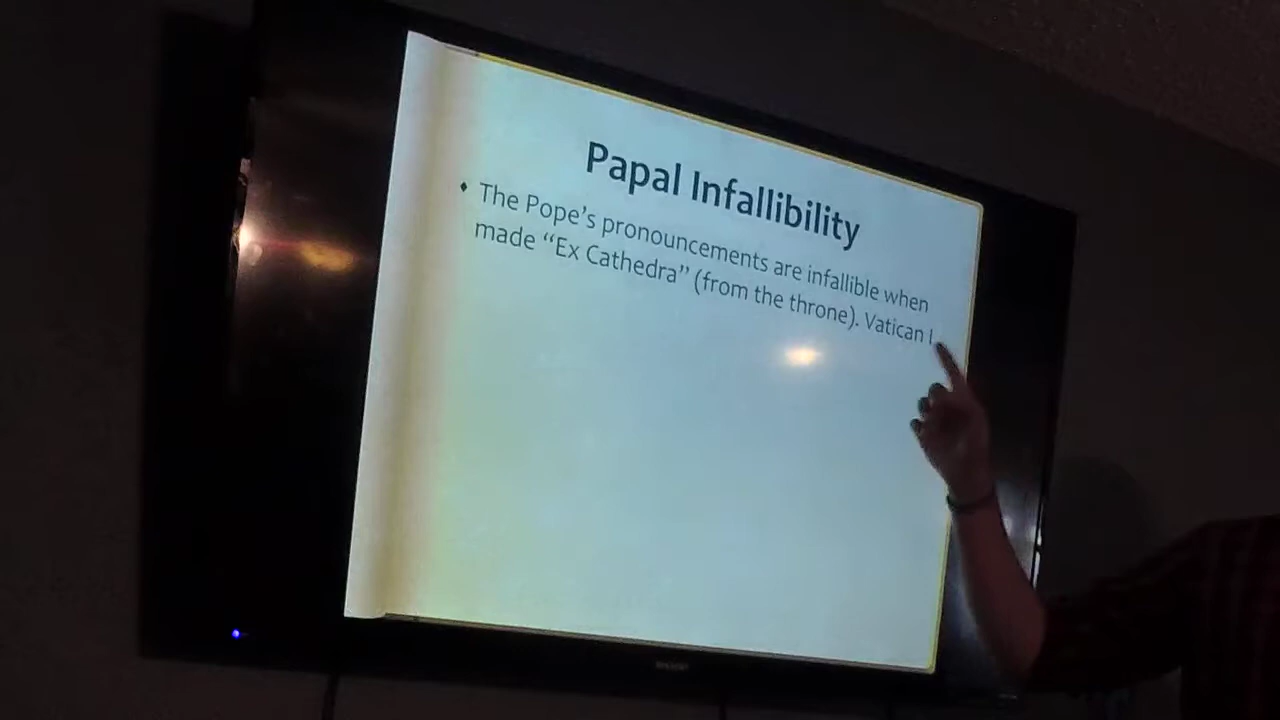 Papal Infallibility
The Pope’s pronouncements are infallible when
made “Ex Cathedra” (from the throne). Vatican I